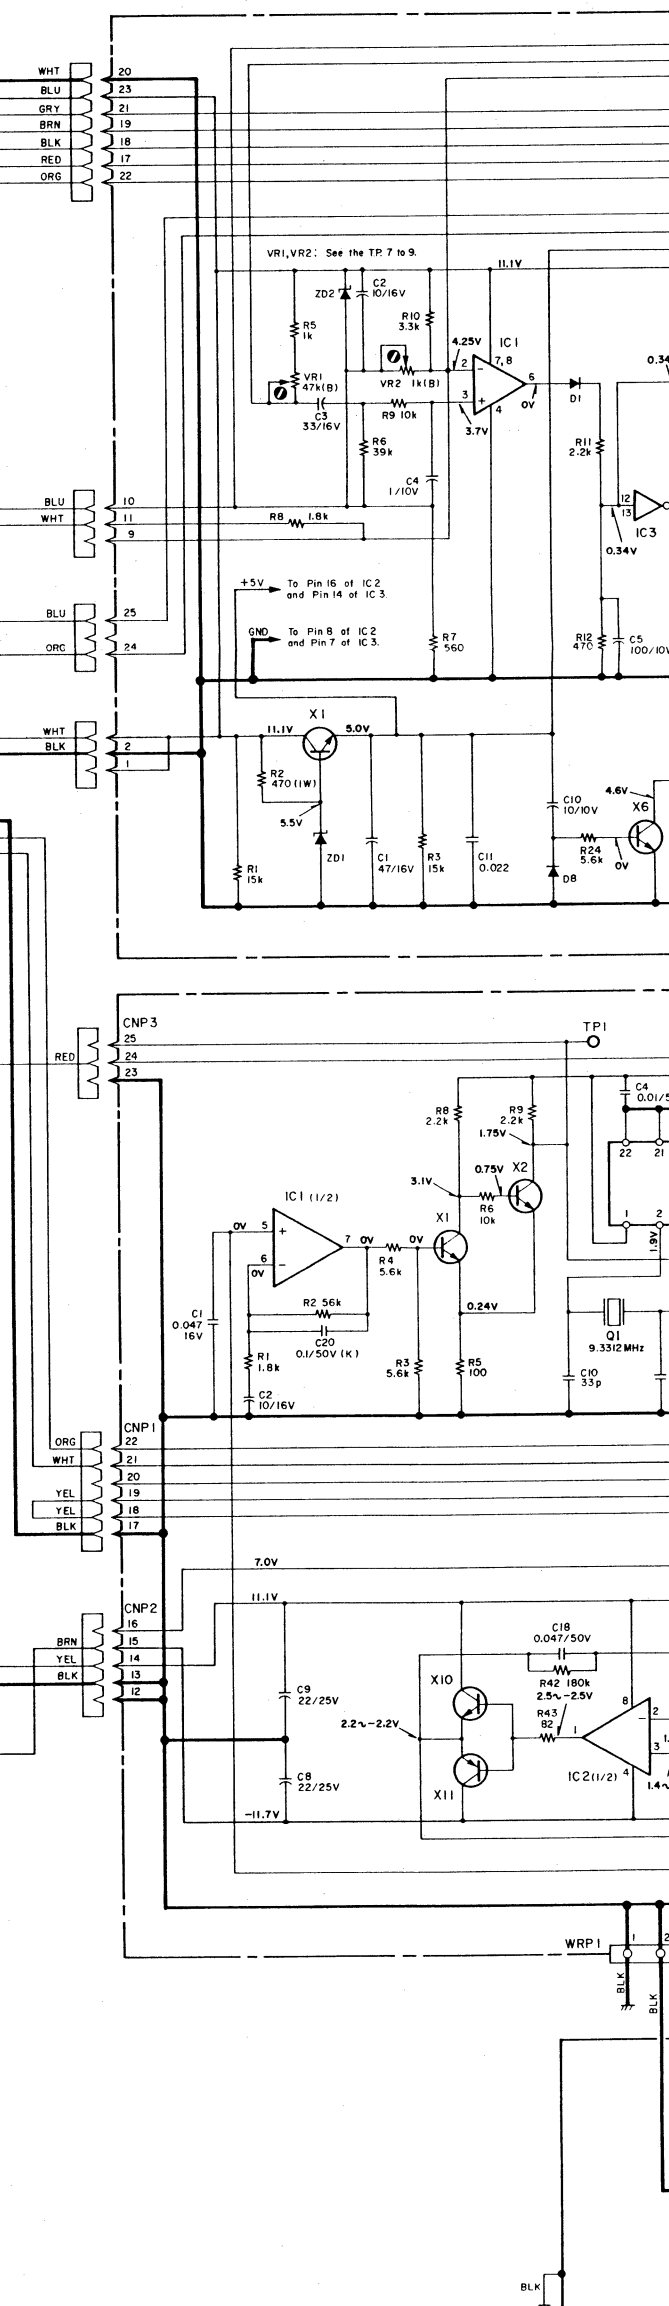 WHT 20
BLU 23
GRY 21
BRN 19
BLK 18
RED 17
ORG 22
VR1,VR2: See the T.P. 7 to 9.
11.1V
ZD2
C2
10/16V
R5
1k
R10
3.3k
4.25V
IC1
7,8
VR1
47k(B)
VR2 1k(B)
2
−
6
3
+
4
0V
D1
C3
33/16V
R9 10k
3.7V
R6
39k
R11
2.2k
C4
1/10V
BLU 10
WHT 11
9
R8 1.8k
12
13
IC3
0.34V
+5V To Pin 16 of IC2
and Pin 14 of IC3.
BLU 25
ORG 24
GND To Pin 8 of IC2
and Pin 7 of IC3.
R7
560
R12
470
C5
100/10V
WHT
BLK 2
1
11.1V
X1
5.0V
R2
470(1W)
5.5V
ZD1
R1
15k
C1
47/16V
R3
15k
C11
0.022
C10
10/10V
4.6V
X6
R24
5.6k
0V
D8
CNP3
25
RED 24
23
TP1
R8
2.2k
R9
2.2k
1.75V
C4
22 21
3.1V
0.75V
X2
R6
10k
X1
IC1 (1/2)
0V 5
+
7 0V
6
−
0V
R4
5.6k
0V
1 2
1.9V
R2 56k
C20
0.1/50V (K)
C1
0.047
16V
R1
1.8k
C2
10/16V
R3
5.6k
R5
100
0.24V
Q1
9.3312MHz
C10
33p
CNP1
ORG 22
WHT 21
20
YEL 19
YEL 18
BLK 17
7.0V
CNP2
16
BRN 15
YEL 14
BLK 13
12
11.1V
C9
22/25V
C8
22/25V
−11.7V
C18
0.047/50V
R42 180k
2.5∿−2.5V
R43
82
X10
2.2∿−2.2V
X11
8
−
2
1
3
+
4
IC2(1/2)
WRP1
1
2
BLK
BLK
BLK